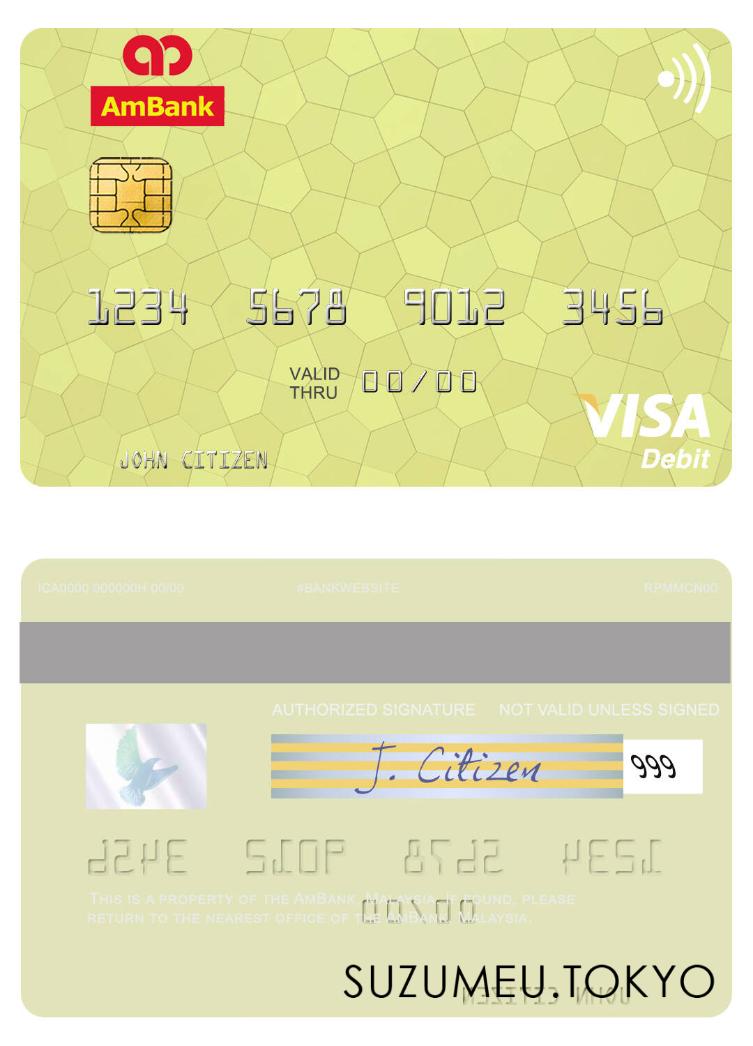 AmBank
1234 5678 9012 3456
VALID THRU 00/00
JOHN CITIZEN
VISA
Debit
ICA0000 000000H 00/00 #BANKWEBSITE RPMMCN00
AUTHORIZED SIGNATURE NOT VALID UNLESS SIGNED
J. Citizen 999
THIS IS A PROPERTY OF THE AMBANK MALAYSIA. IF FOUND, PLEASE
RETURN TO THE NEAREST OFFICE OF THE AMBANK MALAYSIA.
SUZUMEU.TOKYO